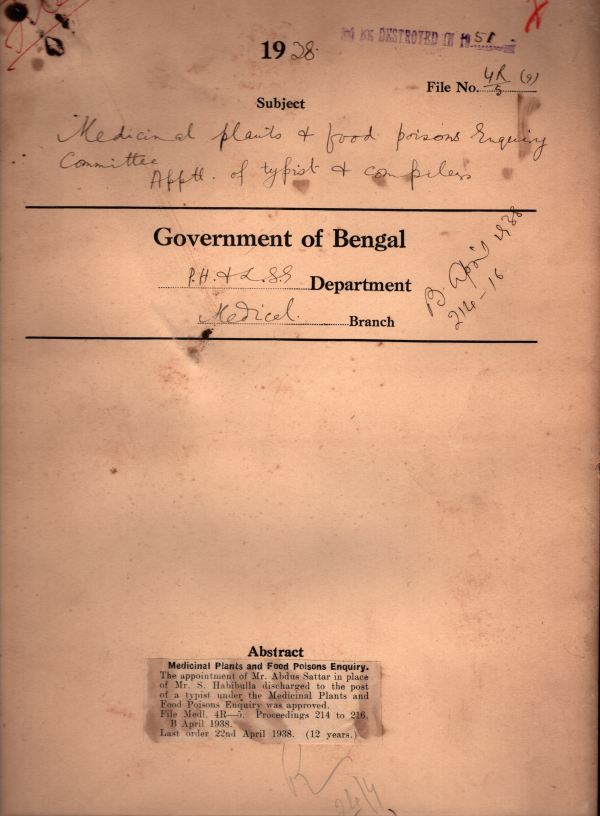 TO BE DESTROYED IN 1951
1928.
File No. 4R/5 (9)
Subject
Medicinal plants & food poisons Enquiry
Committee
Apptt. of typist & compilers
Government of Bengal
P.H. & L.S.G Department
Medical Branch
B. April 1938
214-16
Abstract
Medicinal Plants and Food Poisons Enquiry.
The appointment of Mr. Abdus Sattar in place
of Mr. S. Habibulla discharged to the post
of a typist under the Medicinal Plants and
Food Poisons Enquiry was approved.
File Medl. 4R—5. Proceedings 214 to 216.
B April 1938.
Last order 22nd April 1938. (12 years.)